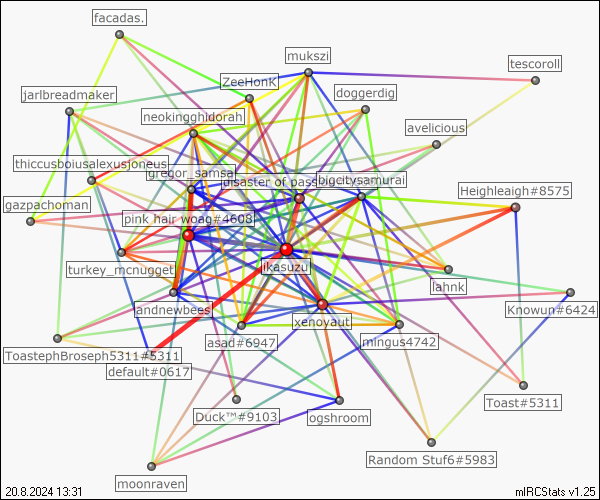 facadas.
mukszi
tescoroll
ZeeHonK
jarlbreadmaker
doggerdig
neokingghidorah
avelicious
thiccusboiusalexusjoneus
gregor_samsa!
disaster of pass
bigcitysamurai
Heighleaigh#8575
gazpachoman
pink hair woag#4608
turkey_mcnugget
ikasuzu!
lahnk
andnewbees
xenoyaut
Knowun#6424
asad#6947
mingus4742
ToastephBroseph5311#5311
default#0617
Toast#5311
Duck™#9103
ogshroom
Random Stuf6#5983
moonraven
20.8.2024 13:31
mIRCStats v1.25